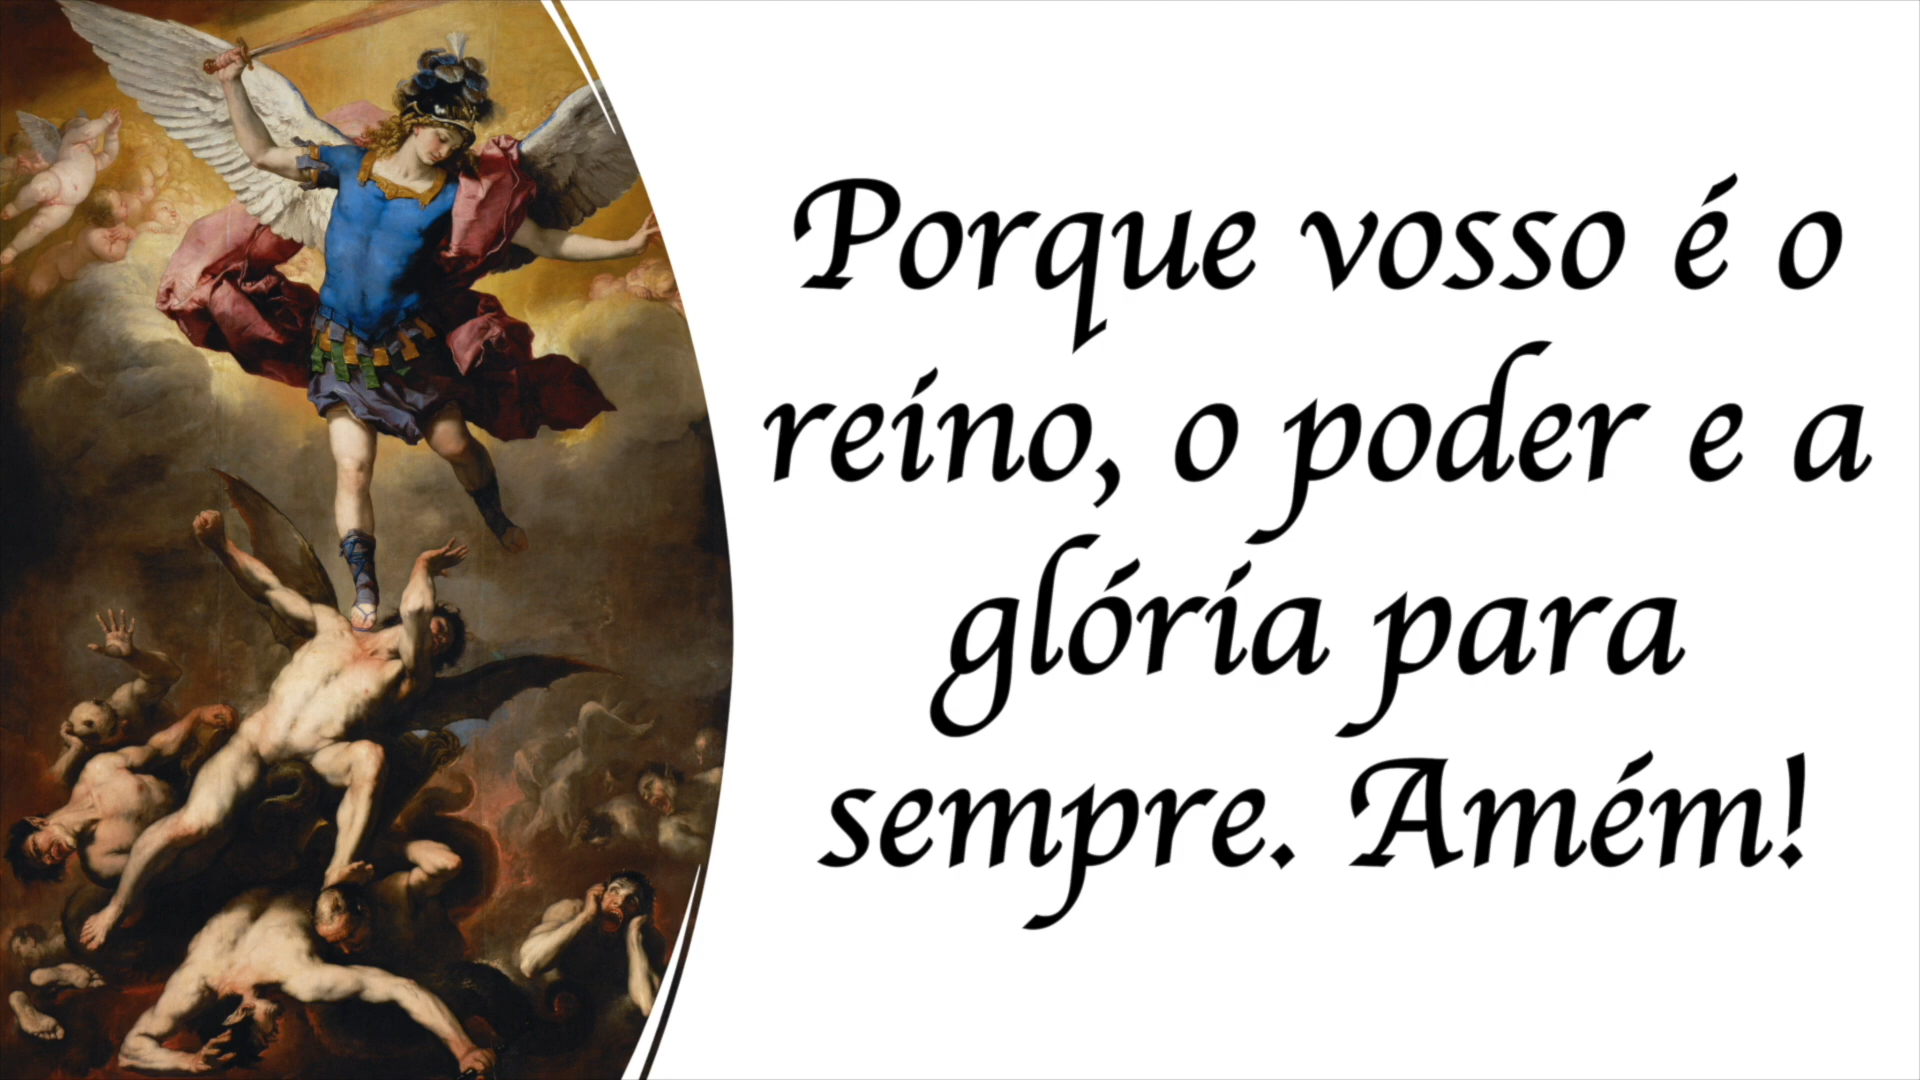 Porque vosso é o
reino, o poder e a
glória para
sempre. Amém!